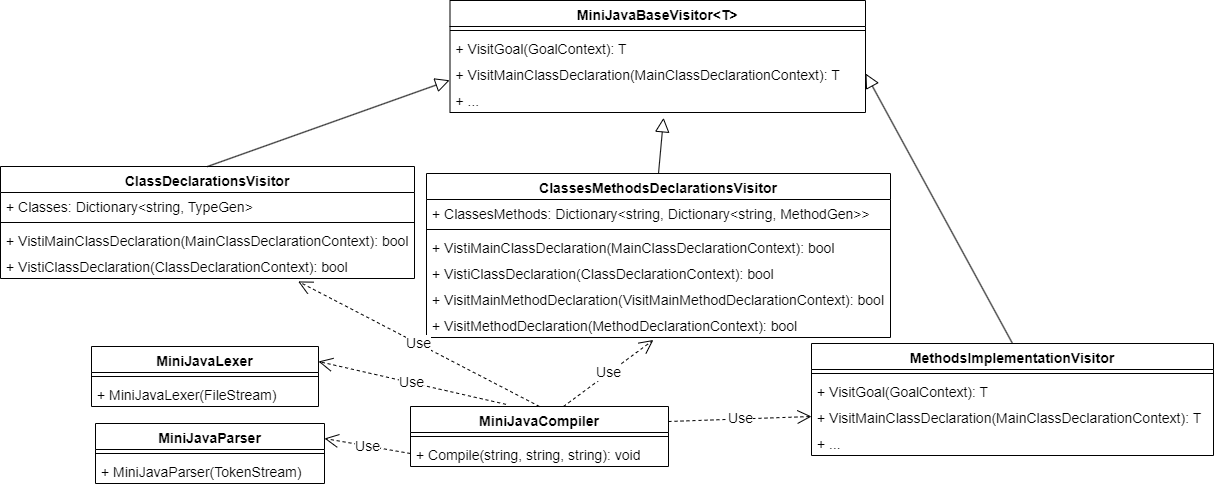 MiniJavaBaseVisitor<T>
+ VisitGoal(GoalContext): T
+ VisitMainClassDeclaration(MainClassDeclarationContext): T
+ ...
ClassDeclarationsVisitor
+ Classes: Dictionary<string, TypeGen>
+ VistiMainClassDeclaration(MainClassDeclarationContext): bool
+ VistiClassDeclaration(ClassDeclarationContext): bool
ClassesMethodsDeclarationsVisitor
+ ClassesMethods: Dictionary<string, Dictionary<string, MethodGen>>
+ VistiMainClassDeclaration(MainClassDeclarationContext): bool
+ VistiClassDeclaration(ClassDeclarationContext): bool
+ VisitMainMethodDeclaration(VisitMainMethodDeclarationContext): bool
+ VisitMethodDeclaration(MethodDeclarationContext): bool
Use
MiniJavaLexer
+ MiniJavaLexer(FileStream)
Use
Use
MethodsImplementationVisitor
+ VisitGoal(GoalContext): T
+ VisitMainClassDeclaration(MainClassDeclarationContext): T
+ ...
MiniJavaCompiler
+ Compile(string, string, string): void
Use
MiniJavaParser
+ MiniJavaParser(TokenStream)
Use